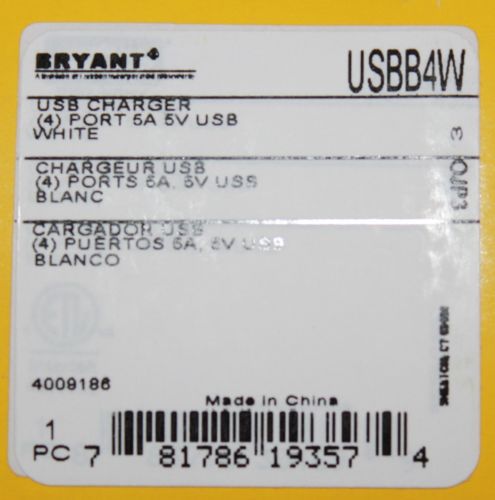 BRYANT
USBB4W
USB CHARGER
(4) PORT 5A 5V USB
WHITE
CHARGEUR USB
(4) PORTS 5A, 5V USB
BLANC
CARGADOR USB
(4) PUERTOS 5A, 5V USB
BLANCO
3
4009186
Made in China
1
PC
7 81786 19357 4